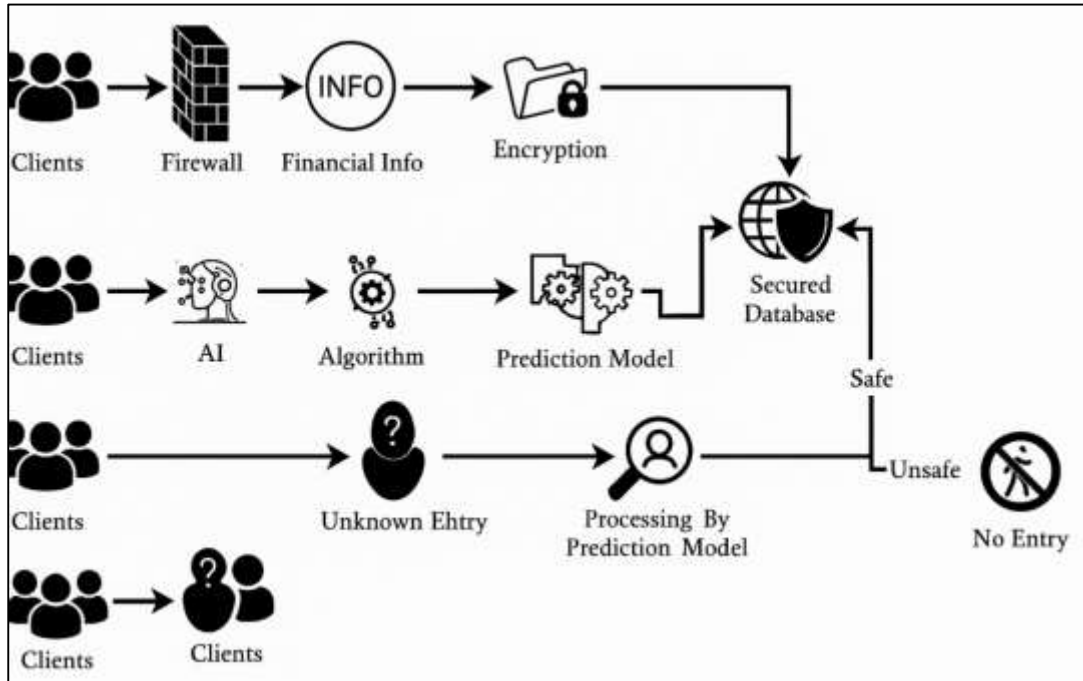 INFO
Clients
Firewall
Financial Info
Encryption
Secured
Database
Clients
AI
Algorithm
Prediction Model
Safe
Unsafe
?
Clients
Unknown Ehtry
Processing By
Prediction Model
No Entry
?
Clients
Clients